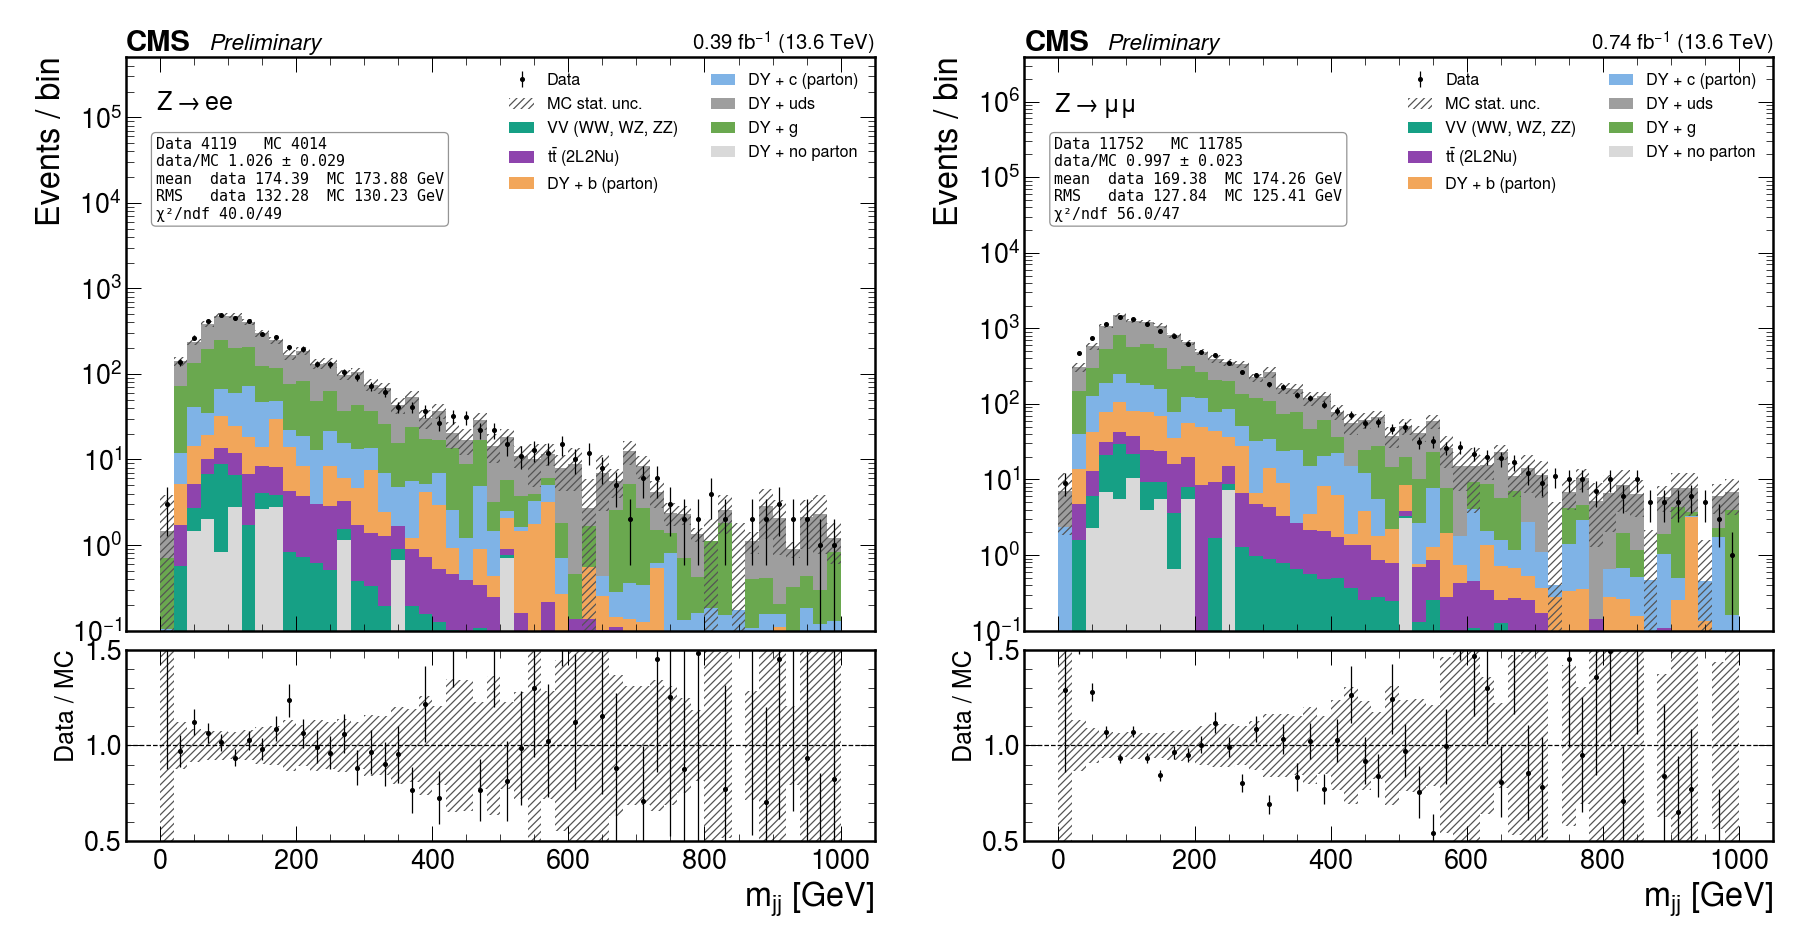 CMS Preliminary 0.39 fb⁻¹ (13.6 TeV)
Events / bin
Z→ee
Data 4119 MC 4014
data/MC 1.026 ± 0.029
mean data 174.39 MC 173.88 GeV
RMS data 132.28 MC 130.23 GeV
χ²/ndf 40.0/49
Data
MC stat. unc.
VV (WW, WZ, ZZ)
tt̄ (2L2Nu)
DY + b (parton)
DY + c (parton)
DY + uds
DY + g
DY + no parton
10⁵
10⁴
10³
10²
10¹
10⁰
10⁻¹
Data / MC
1.5
1.0
0.5
0 200 400 600 800 1000
m_jj [GeV]
CMS Preliminary 0.74 fb⁻¹ (13.6 TeV)
Events / bin
Z→μμ
Data 11752 MC 11785
data/MC 0.997 ± 0.023
mean data 169.38 MC 174.26 GeV
RMS data 127.84 MC 125.41 GeV
χ²/ndf 56.0/47
Data
MC stat. unc.
VV (WW, WZ, ZZ)
tt̄ (2L2Nu)
DY + b (parton)
DY + c (parton)
DY + uds
DY + g
DY + no parton
10⁶
10⁵
10⁴
10³
10²
10¹
10⁰
10⁻¹
Data / MC
1.5
1.0
0.5
0 200 400 600 800 1000
m_jj [GeV]